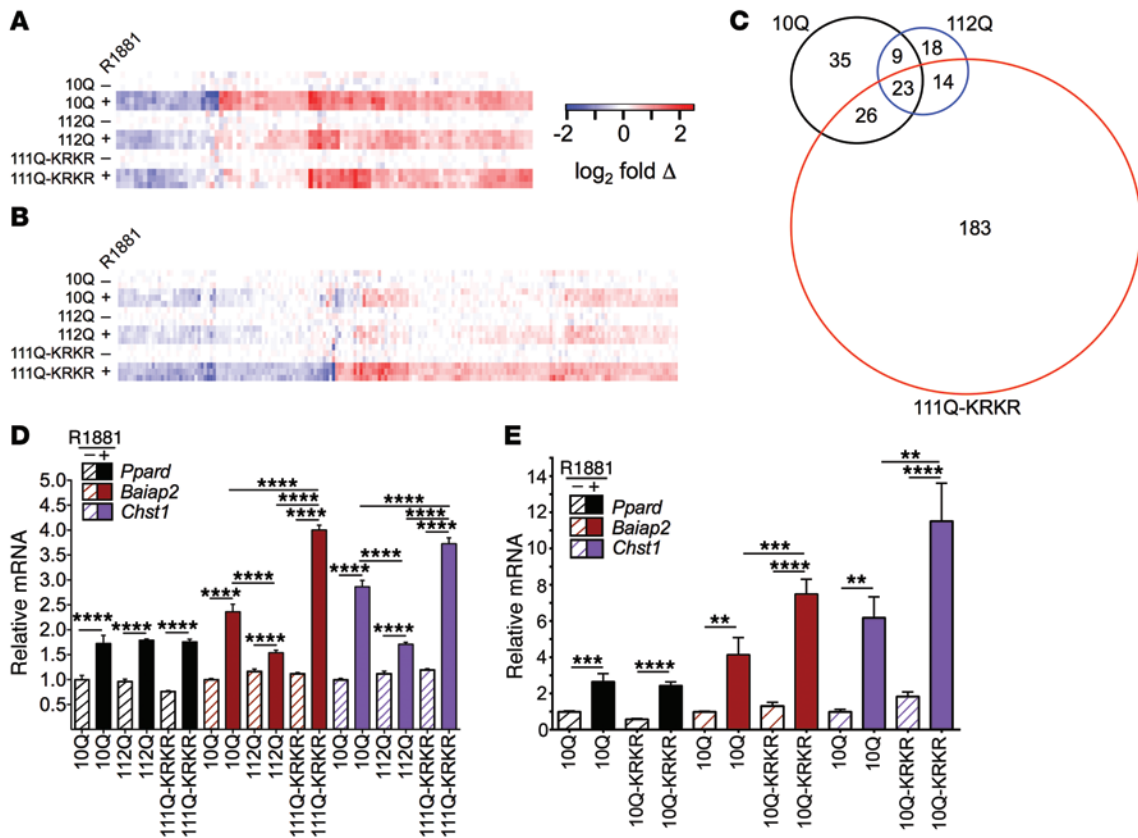 A
R1881
10Q –
10Q +
112Q –
112Q +
111Q-KRKR –
111Q-KRKR +
-2 0 2
log2 fold Δ
B
R1881
10Q –
10Q +
112Q –
112Q +
111Q-KRKR –
111Q-KRKR +
C
10Q
112Q
35
9
18
23
14
26
183
111Q-KRKR
D
R1881
– +
Ppard
Baiap2
Chst1
Relative mRNA
5.0
4.5
4.0
3.5
3.0
2.5
2.0
1.5
1.0
0.5
**** **** ****
**** **** **** **** **** ****
**** **** **** **** **** ****
10Q
10Q
112Q
112Q
111Q-KRKR
111Q-KRKR
10Q
10Q
112Q
112Q
111Q-KRKR
111Q-KRKR
10Q
10Q
112Q
112Q
111Q-KRKR
111Q-KRKR
E
R1881
– +
Ppard
Baiap2
Chst1
Relative mRNA
14
12
10
8
6
4
2
0
*** ****
** *** ****
** ** ****
10Q
10Q
10Q-KRKR
10Q-KRKR
10Q
10Q
10Q-KRKR
10Q-KRKR
10Q
10Q
10Q-KRKR
10Q-KRKR